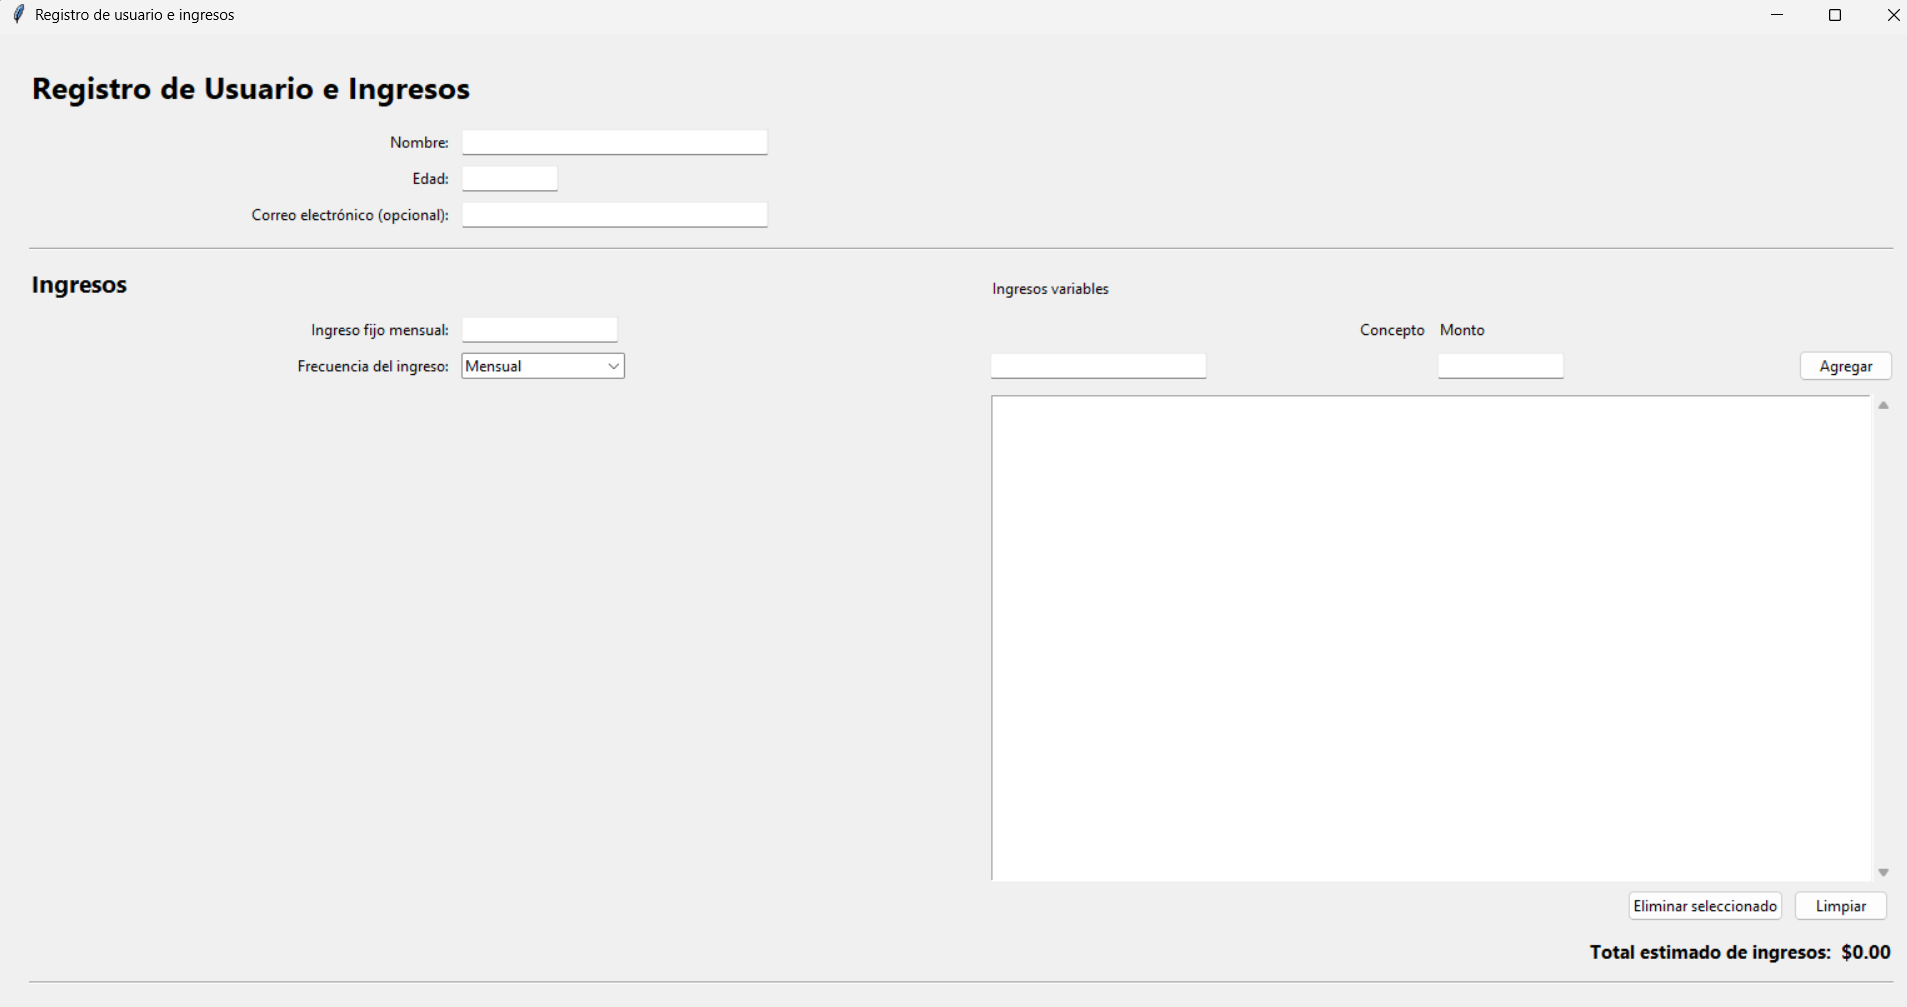 Registro de usuario e ingresos
Registro de Usuario e Ingresos
Nombre:
Edad:
Correo electrónico (opcional):
Ingresos
Ingreso fijo mensual:
Frecuencia del ingreso: Mensual
Ingresos variables
Concepto Monto
Agregar
Eliminar seleccionado Limpiar
Total estimado de ingresos: $0.00